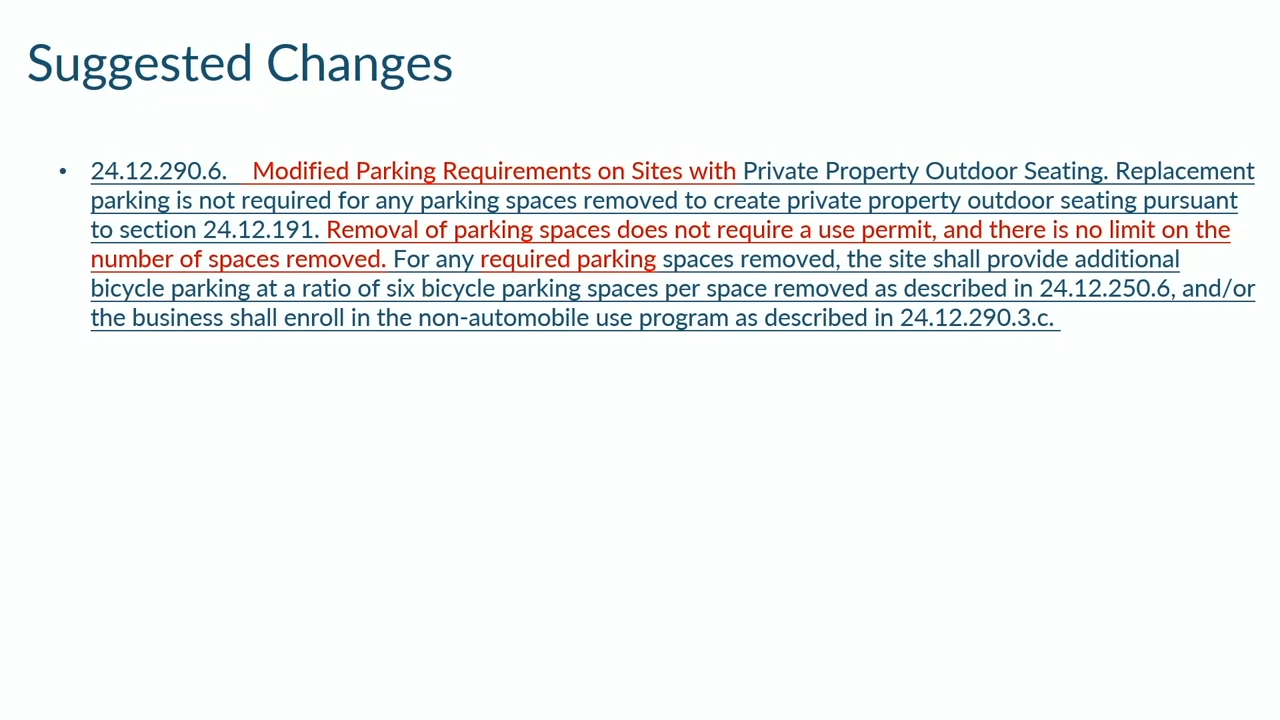 Suggested Changes
• 24.12.290.6. Modified Parking Requirements on Sites with Private Property Outdoor Seating. Replacement
parking is not required for any parking spaces removed to create private property outdoor seating pursuant
to section 24.12.191. Removal of parking spaces does not require a use permit, and there is no limit on the
number of spaces removed. For any required parking spaces removed, the site shall provide additional
bicycle parking at a ratio of six bicycle parking spaces per space removed as described in 24.12.250.6, and/or
the business shall enroll in the non-automobile use program as described in 24.12.290.3.c.